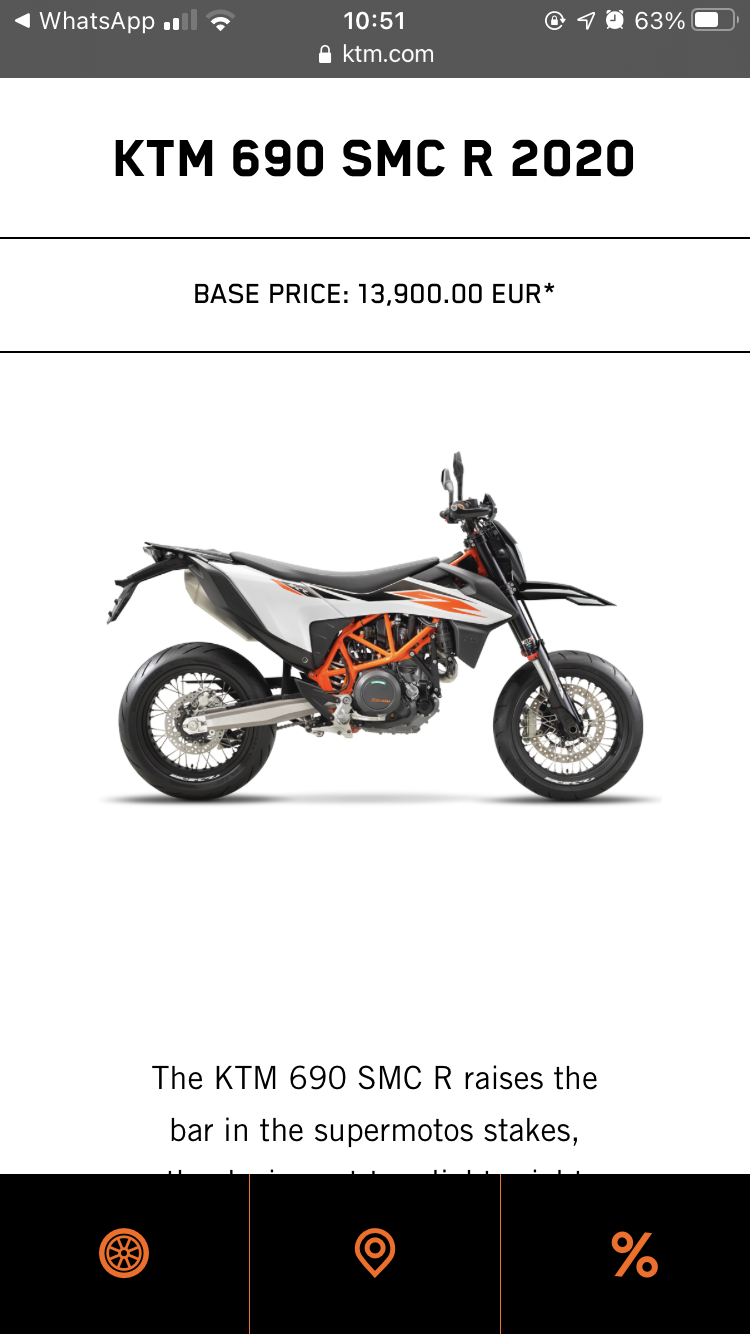 WhatsApp 10:51 63%
ktm.com
KTM 690 SMC R 2020
BASE PRICE: 13,900.00 EUR*
The KTM 690 SMC R raises the
bar in the supermotos stakes,
%